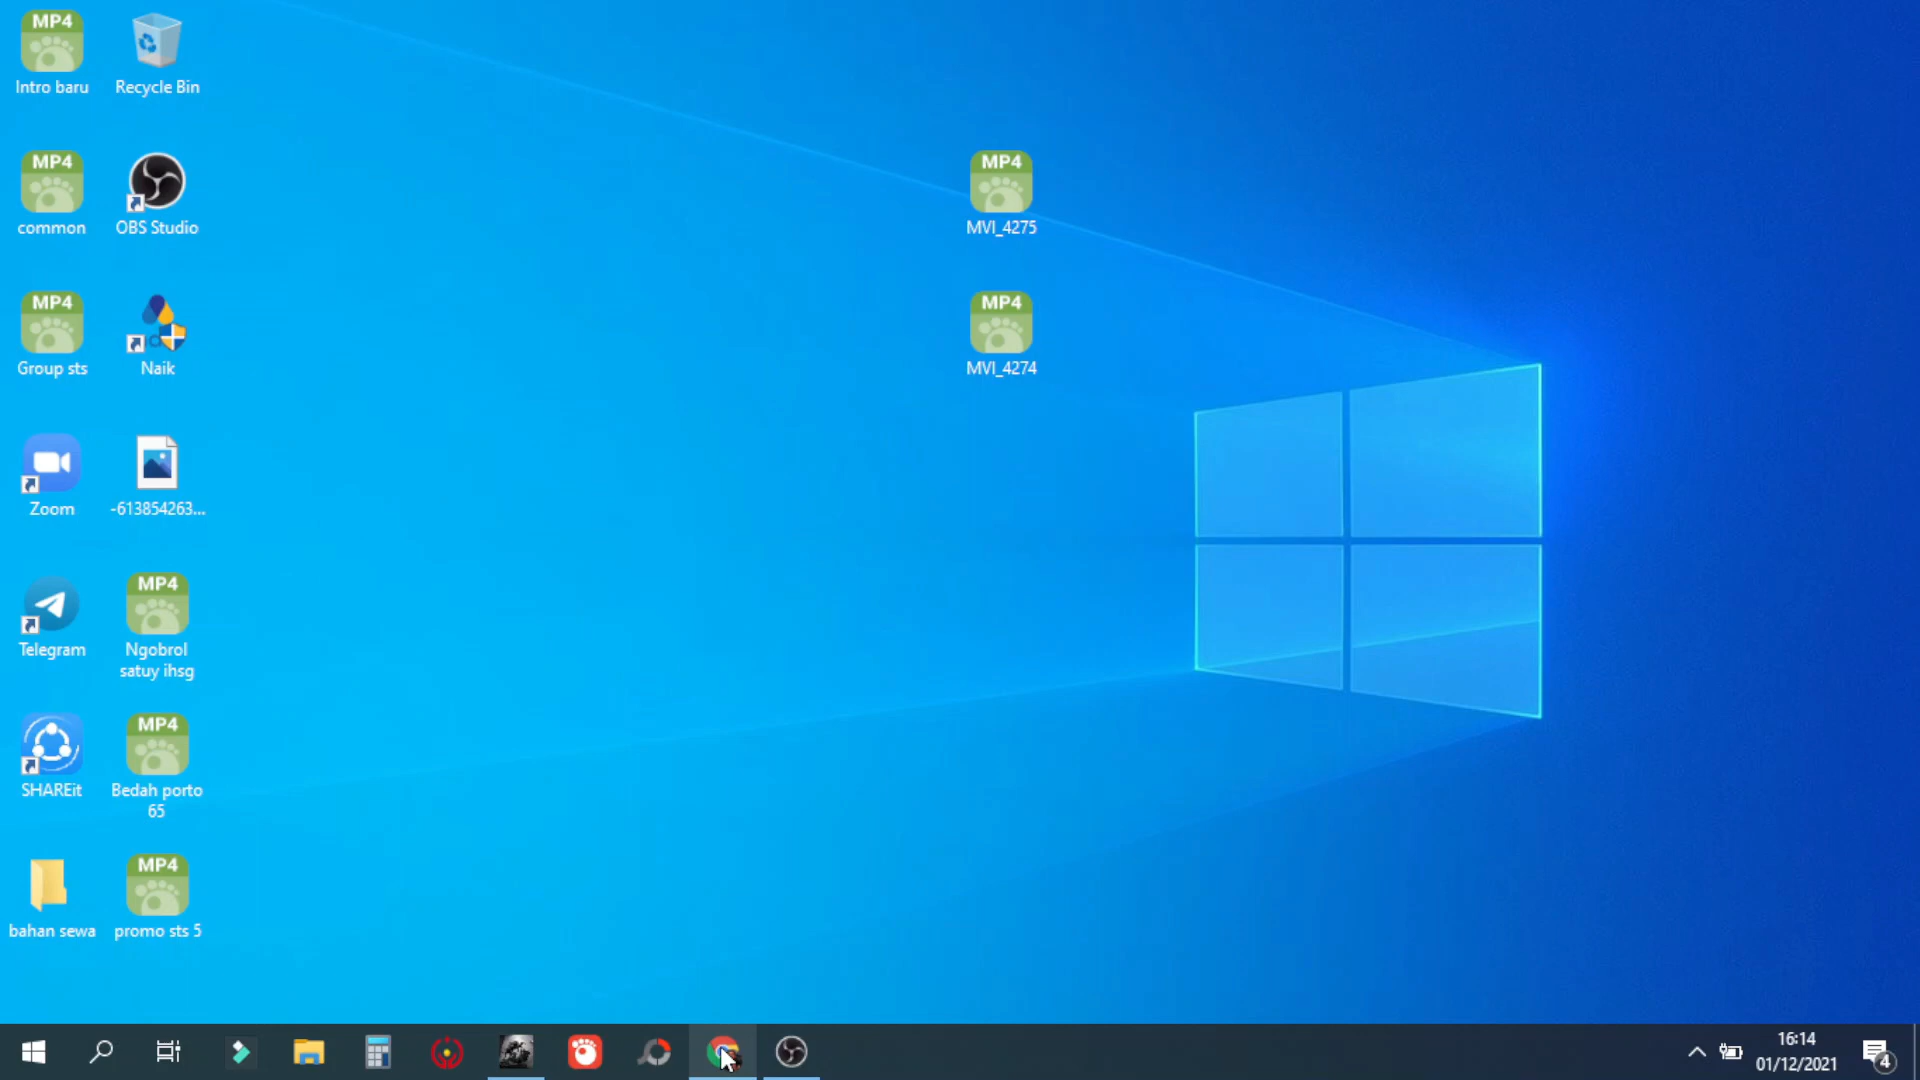 MP4
Intro baru
Recycle Bin
MP4
common
OBS Studio
MP4
MVI_4275
MP4
Group sts
Naik
MP4
MVI_4274
Zoom
-613854263...
Telegram
MP4
Ngobrol
satuy ihsg
SHAREit
MP4
Bedah porto
65
bahan sewa
MP4
promo sts 5
16:14
01/12/2021
4